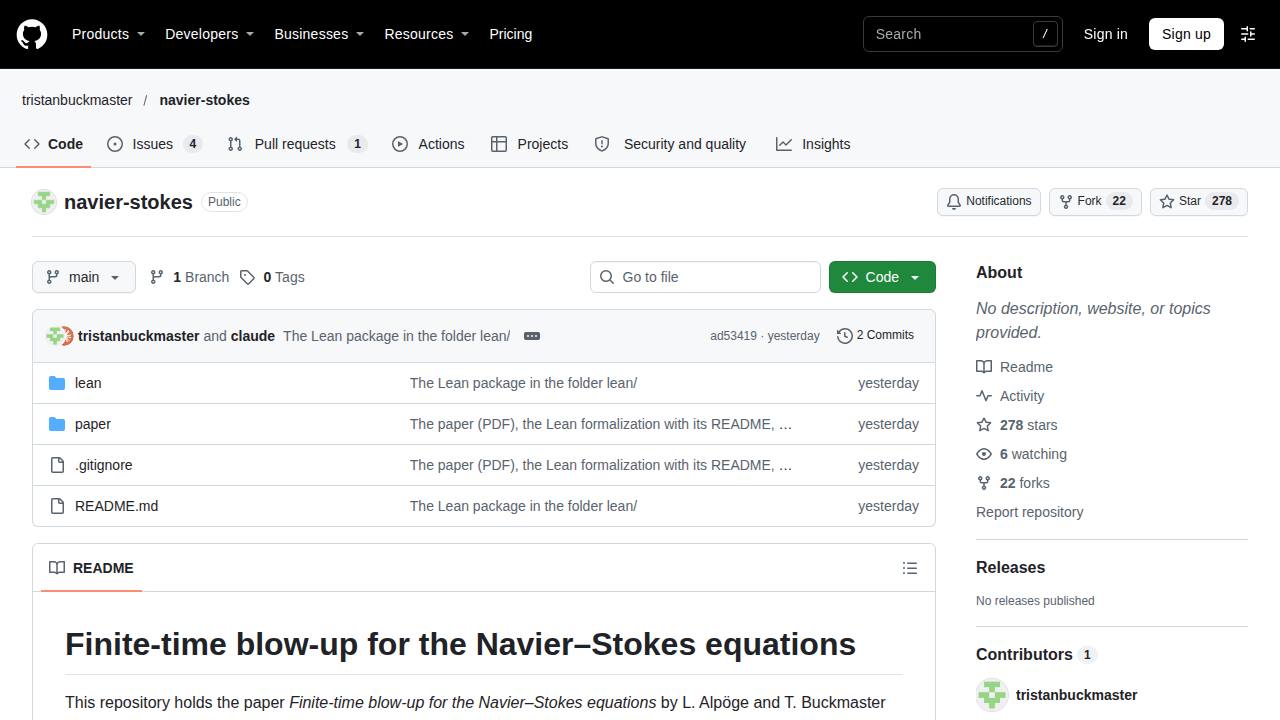 Products Developers Businesses Resources Pricing Search / Sign in Sign up
tristanbuckmaster / navier-stokes
Code Issues 4 Pull requests 1 Actions Projects Security and quality Insights
navier-stokes Public Notifications Fork 22 Star 278
main 1 Branch 0 Tags Go to file Code
tristanbuckmaster and claude The Lean package in the folder lean/ ad53419 · yesterday 2 Commits
lean The Lean package in the folder lean/ yesterday
paper The paper (PDF), the Lean formalization with its README, … yesterday
.gitignore The paper (PDF), the Lean formalization with its README, … yesterday
README.md The Lean package in the folder lean/ yesterday
README
Finite-time blow-up for the Navier–Stokes equations
This repository holds the paper Finite-time blow-up for the Navier–Stokes equations by L. Alpöge and T. Buckmaster
About
No description, website, or topics
provided.
Readme
Activity
278 stars
6 watching
22 forks
Report repository
Releases
No releases published
Contributors 1
tristanbuckmaster